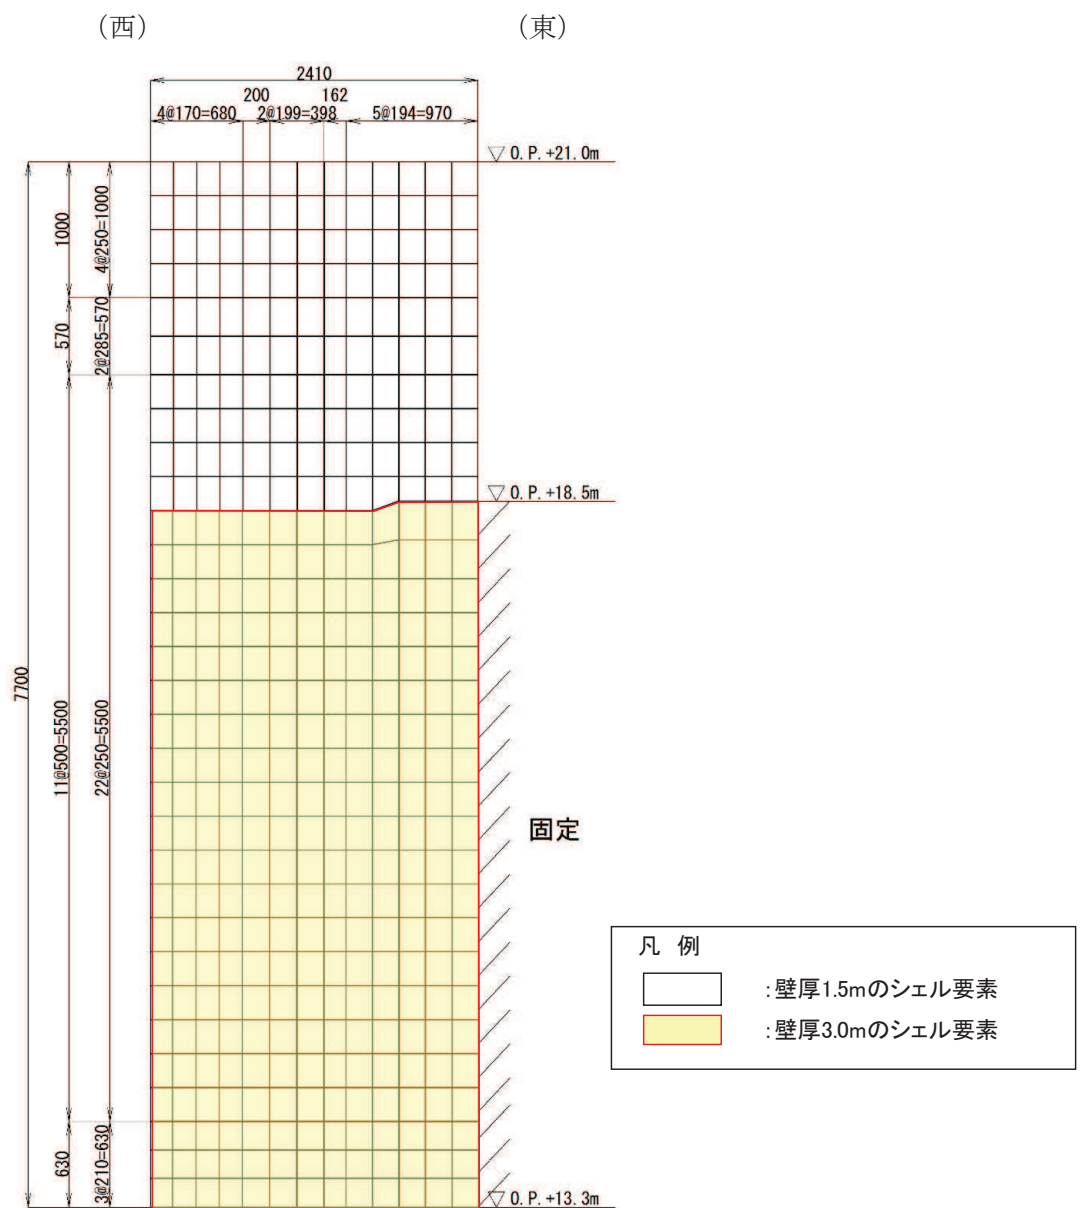 （西）
（東）
2410
200
162
4@170=680
2@199=398
5@194=970
▽ O.P.+21.0m
1000
4@250=1000
570
2@285=570
▽ O.P.+18.5m
7700
11@500=5500
22@250=5500
固定
凡 例
:壁厚1.5mのシェル要素
:壁厚3.0mのシェル要素
630
3@210=630
▽ O.P.+13.3m